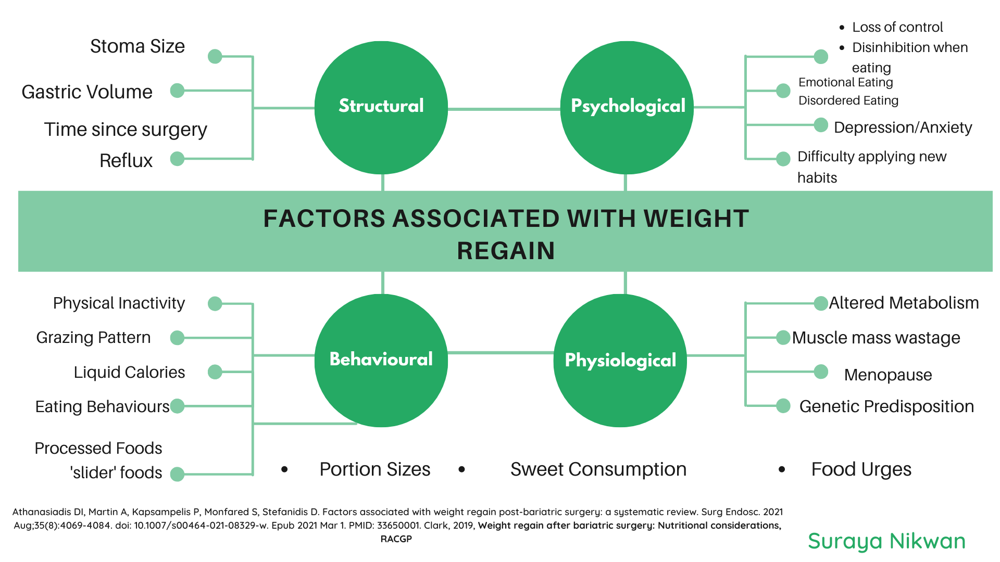 Stoma Size
Gastric Volume
Time since surgery
Reflux
Structural
Psychological
• Loss of control
• Disinhibition when
eating
Emotional Eating
Disordered Eating
Depression/Anxiety
Difficulty applying new
habits
FACTORS ASSOCIATED WITH WEIGHT
REGAIN
Physical Inactivity
Grazing Pattern
Liquid Calories
Eating Behaviours
Processed Foods
'slider' foods
Behavioural
Physiological
Altered Metabolism
Muscle mass wastage
Menopause
Genetic Predisposition
• Portion Sizes • Sweet Consumption • Food Urges
Athanasiadis DI, Martin A, Kapsampelis P, Monfared S, Stefanidis D. Factors associated with weight regain post-bariatric surgery: a systematic review. Surg Endosc. 2021
Aug;35(8):4069-4084. doi: 10.1007/s00464-021-08329-w. Epub 2021 Mar 1. PMID: 33650001. Clark, 2019, Weight regain after bariatric surgery: Nutritional considerations,
RACGP
Suraya Nikwan